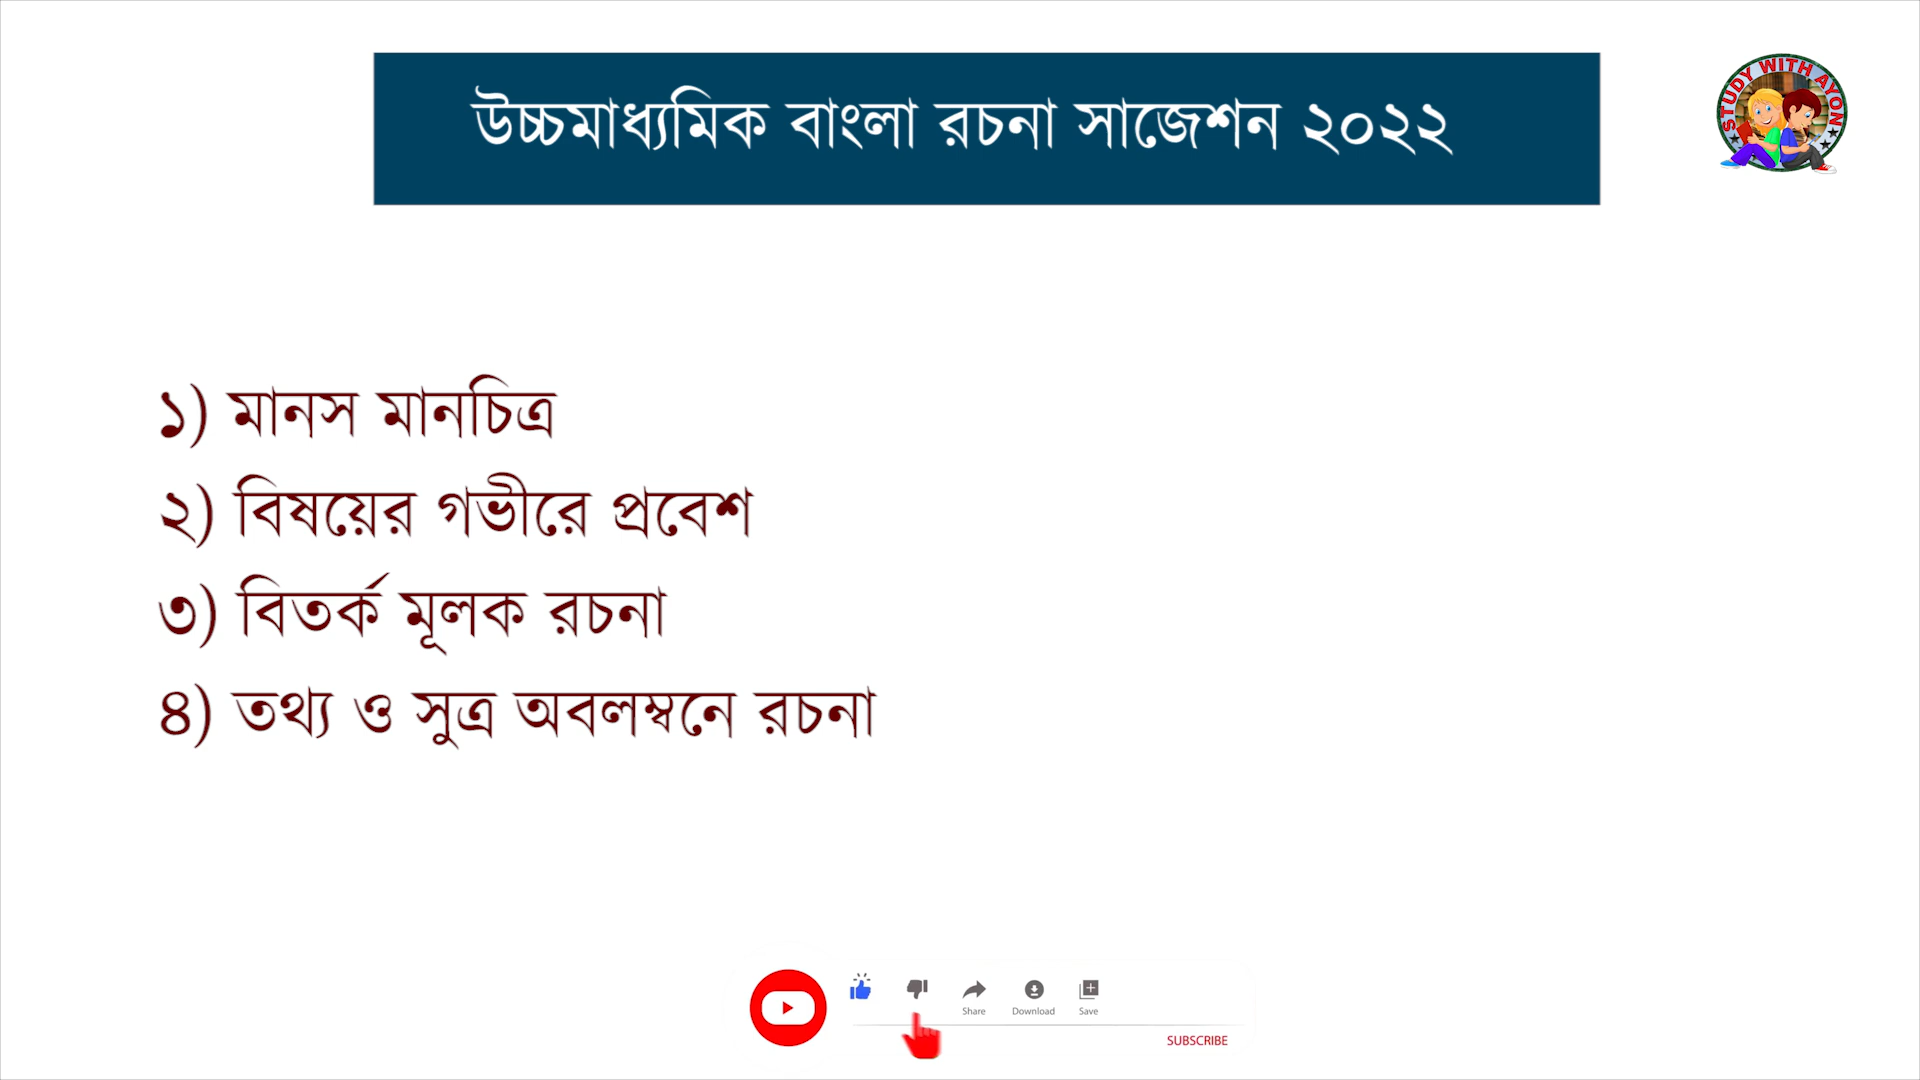 উচ্চমাধ্যমিক বাংলা রচনা সাজেশন ২০২২
STUDY WITH AYON
১) মানস মানচিত্র
২) বিষয়ের গভীরে প্রবেশ
৩) বিতর্ক মূলক রচনা
৪) তথ্য ও সুত্র অবলম্বনে রচনা
Share Download Save
SUBSCRIBE